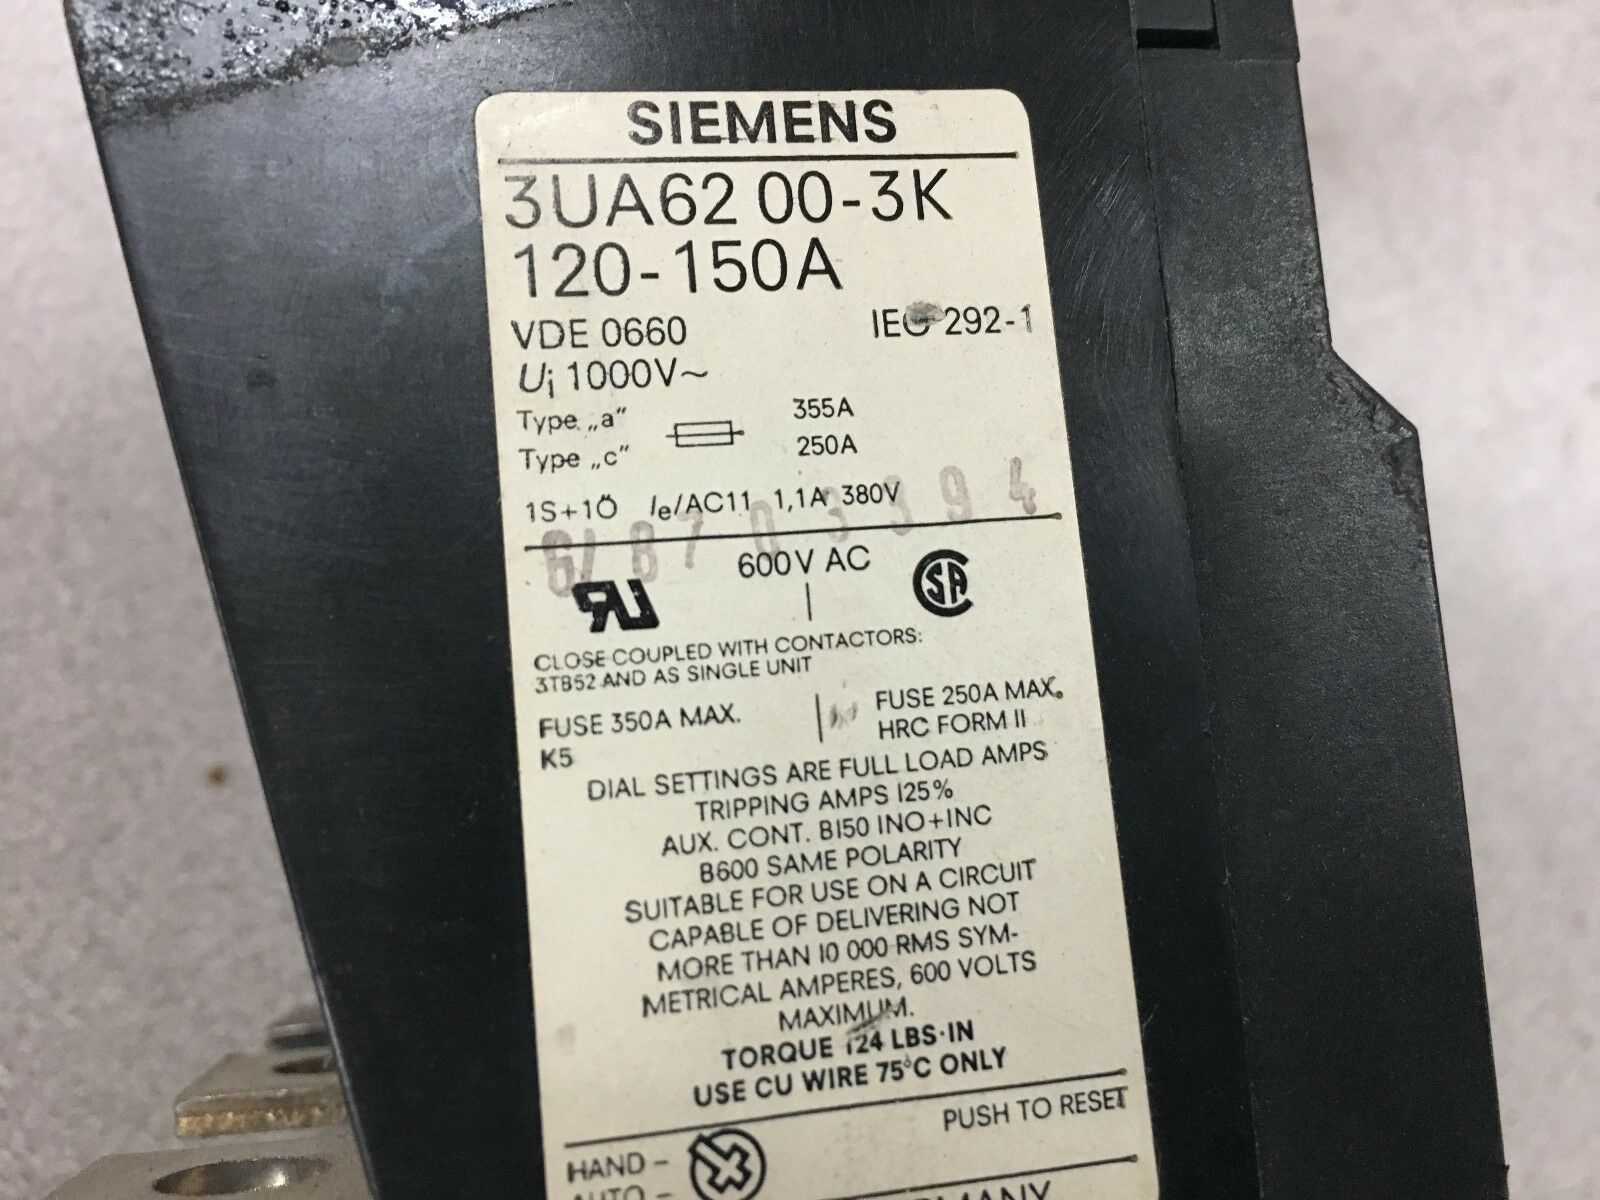 SIEMENS
3UA62 00-3K
120-150A
VDE 0660 IEC 292-1
Ui 1000V~
Type „a" 355A
Type „c" 250A
1S+1Ö Ie/AC11 1,1A 380V
600V AC
CLOSE COUPLED WITH CONTACTORS:
3TB52 AND AS SINGLE UNIT
FUSE 350A MAX. FUSE 250A MAX.
K5 HRC FORM II
DIAL SETTINGS ARE FULL LOAD AMPS
TRIPPING AMPS 125%
AUX. CONT. B150 1NO+1NC
B600 SAME POLARITY
SUITABLE FOR USE ON A CIRCUIT
CAPABLE OF DELIVERING NOT
MORE THAN 10 000 RMS SYM-
METRICAL AMPERES, 600 VOLTS
MAXIMUM.
TORQUE 124 LBS·IN
USE CU WIRE 75°C ONLY
PUSH TO RESET
HAND -
AUTO -